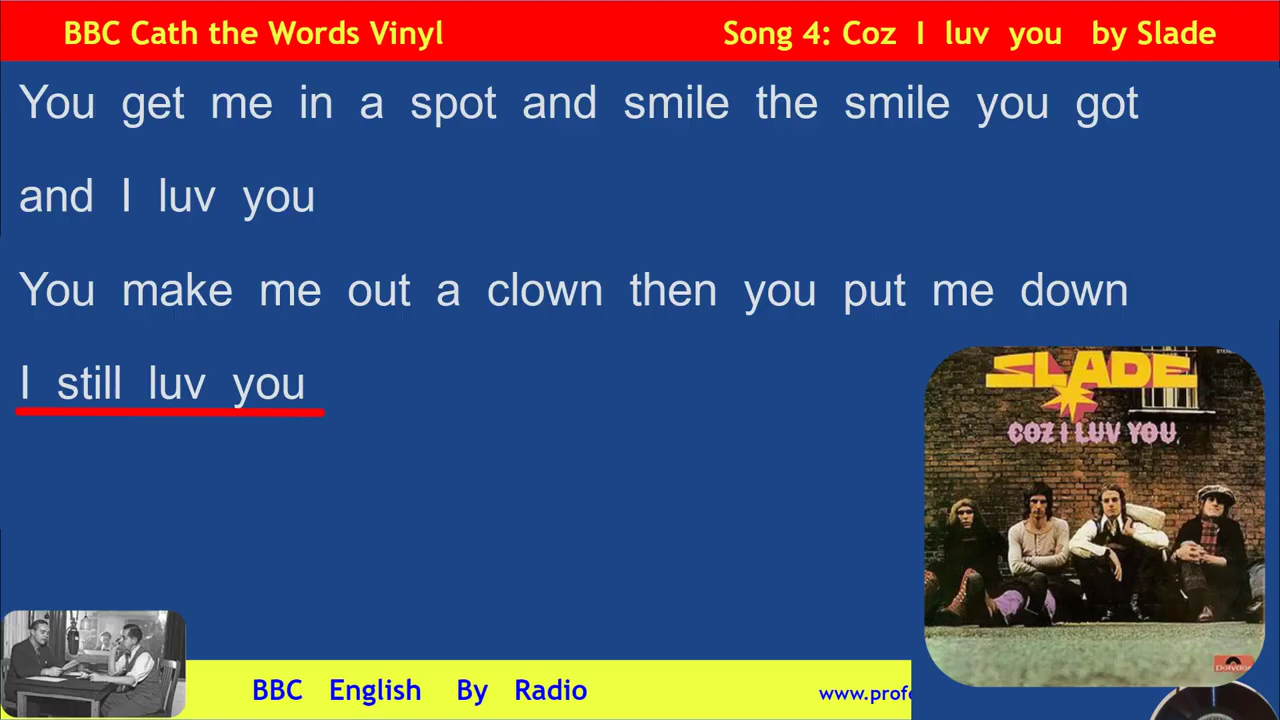 BBC Cath the Words Vinyl
Song 4: Coz I luv you by Slade
You get me in a spot and smile the smile you got
and I luv you
You make me out a clown then you put me down
I still luv you
SLADE
COZ I LUV YOU
Polydor
BBC English By Radio
www.profe